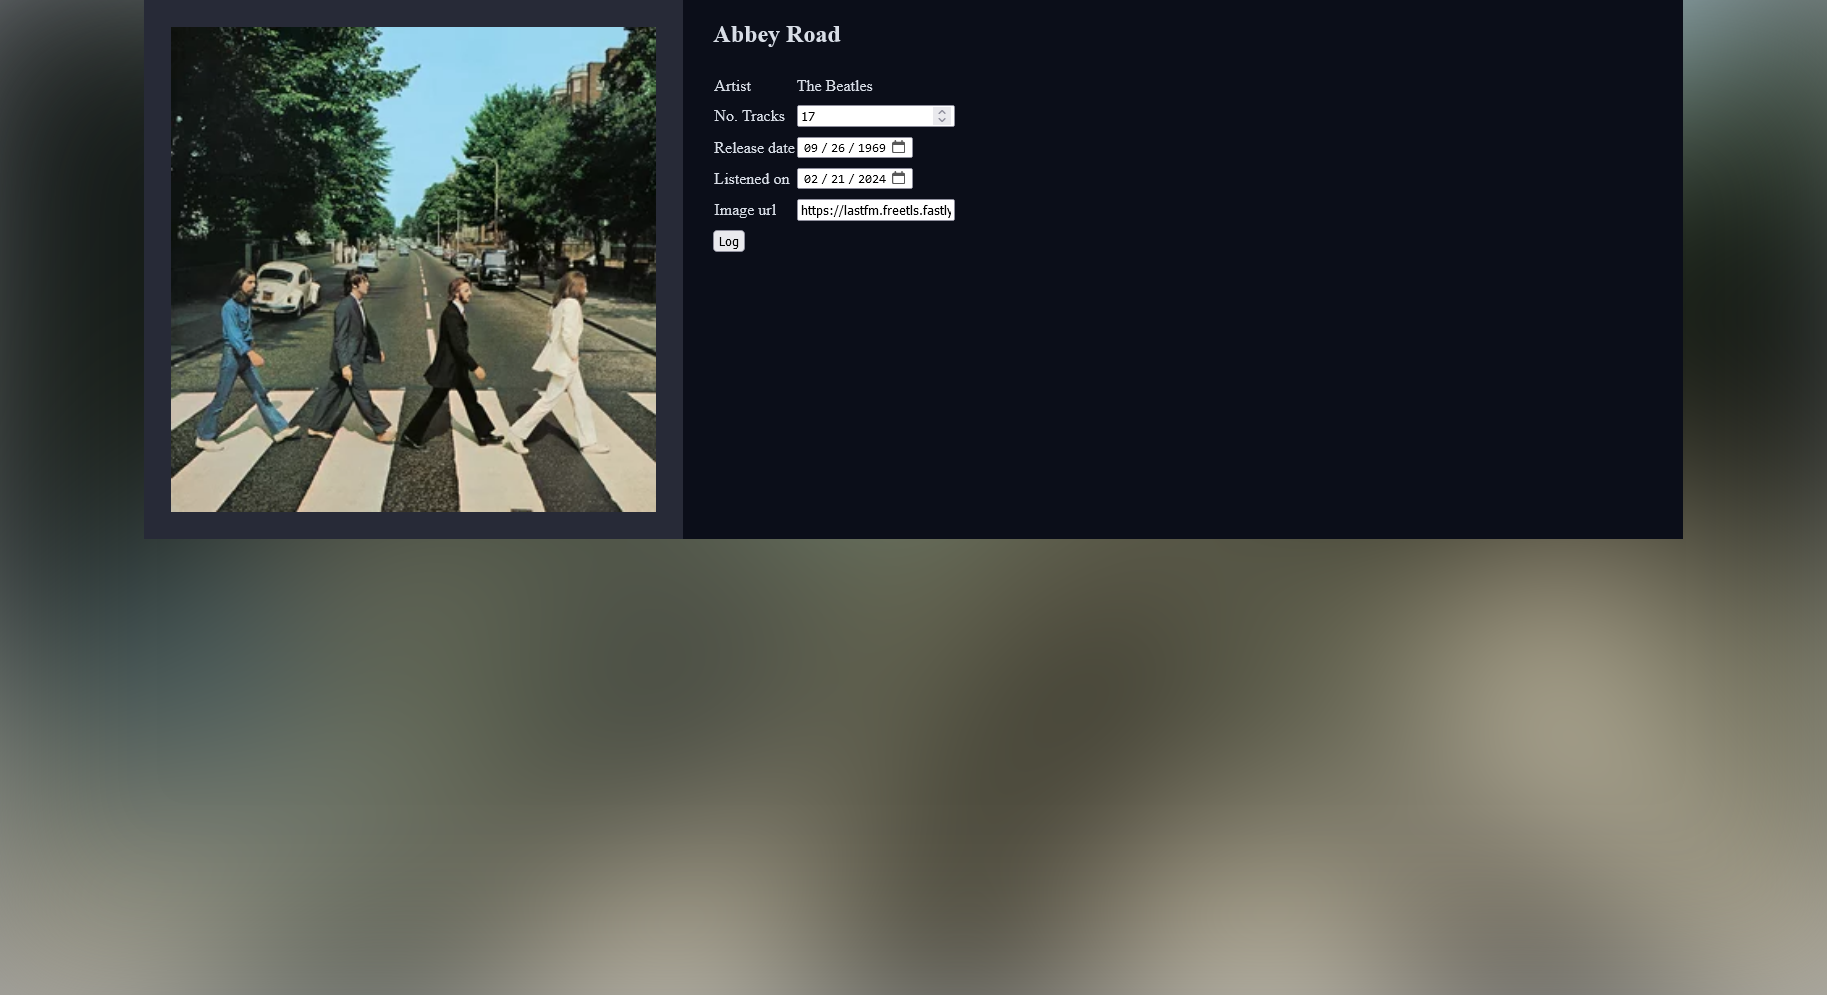 Abbey Road
Artist The Beatles
No. Tracks 17
Release date 09 / 26 / 1969
Listened on 02 / 21 / 2024
Image url https://lastfm.freetls.fastly
Log